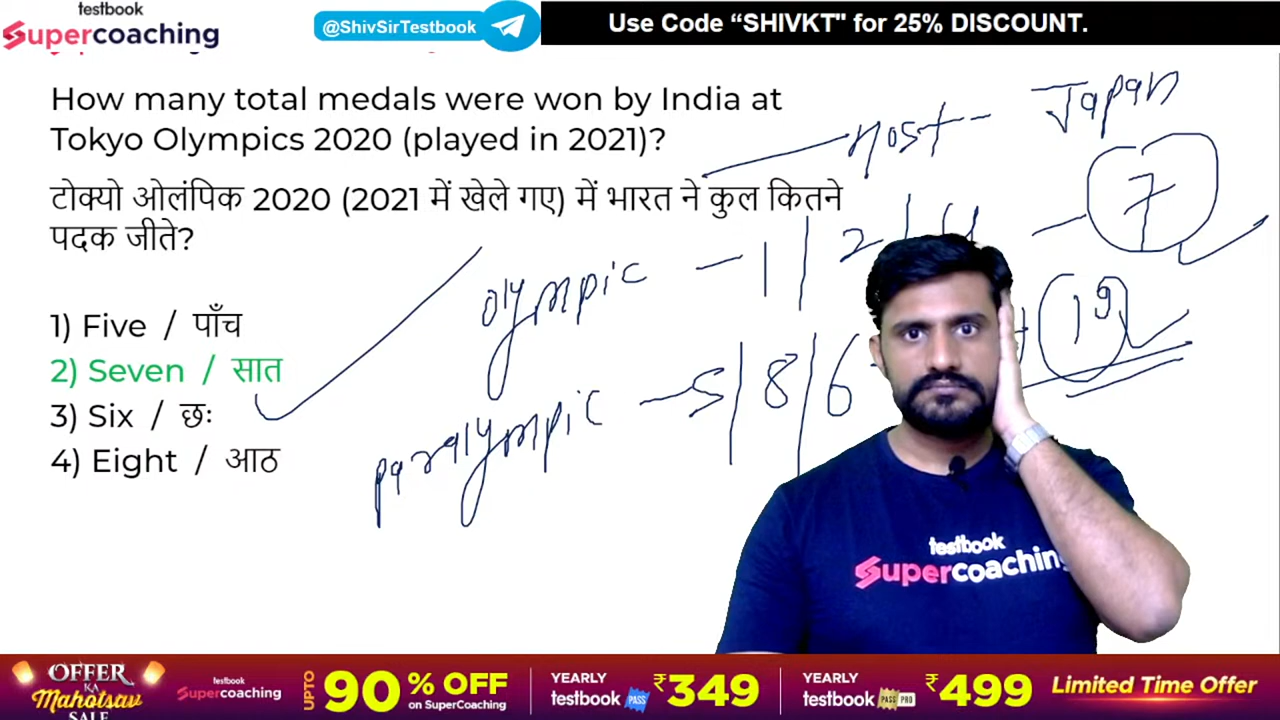 testbook
Supercoaching
@ShivSirTestbook
Use Code “SHIVKT" for 25% DISCOUNT.
How many total medals were won by India at
Tokyo Olympics 2020 (played in 2021)?
टोक्यो ओलंपिक 2020 (2021 में खेले गए) में भारत ने कुल कितने
पदक जीते?
1) Five / पाँच
2) Seven / सात
3) Six / छः
4) Eight / आठ
Host - Japan
olympic - 1 | 2 | 4 - 7
paralympic - 5 | 8 | 6 19
testbook
Supercoaching
OFFER
KA
Mahotsav
SALE
testbook
Supercoaching
UPTO
90% OFF
on SuperCoaching
YEARLY
testbook PASS
₹349
YEARLY
testbook PASS PRO
₹499
Limited Time Offer